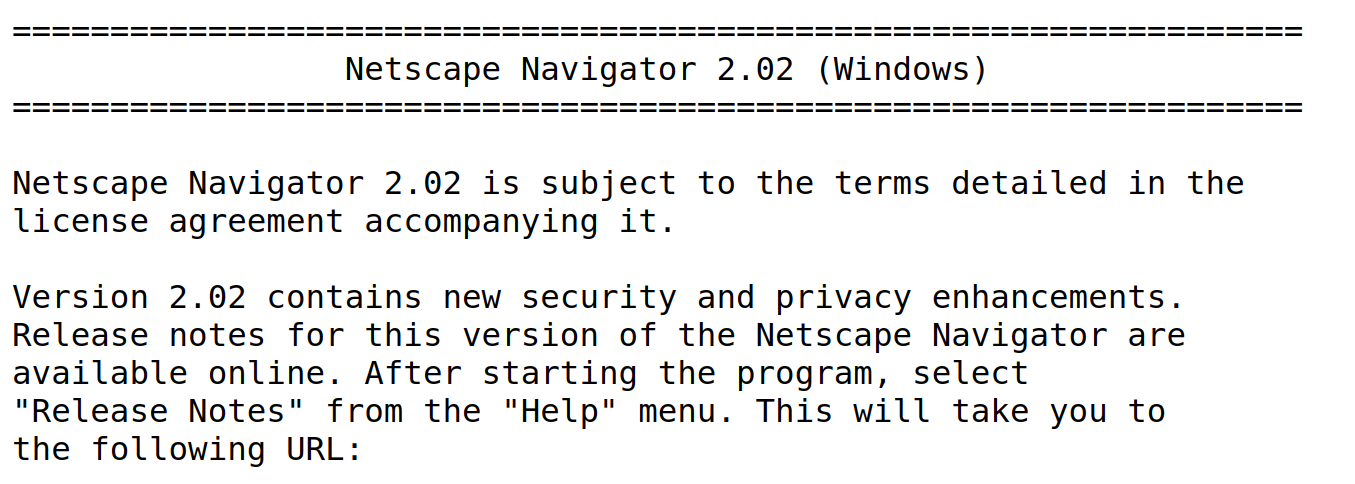 ==================================================================
Netscape Navigator 2.02 (Windows)
==================================================================
Netscape Navigator 2.02 is subject to the terms detailed in the
license agreement accompanying it.
Version 2.02 contains new security and privacy enhancements.
Release notes for this version of the Netscape Navigator are
available online. After starting the program, select
"Release Notes" from the "Help" menu. This will take you to
the following URL: